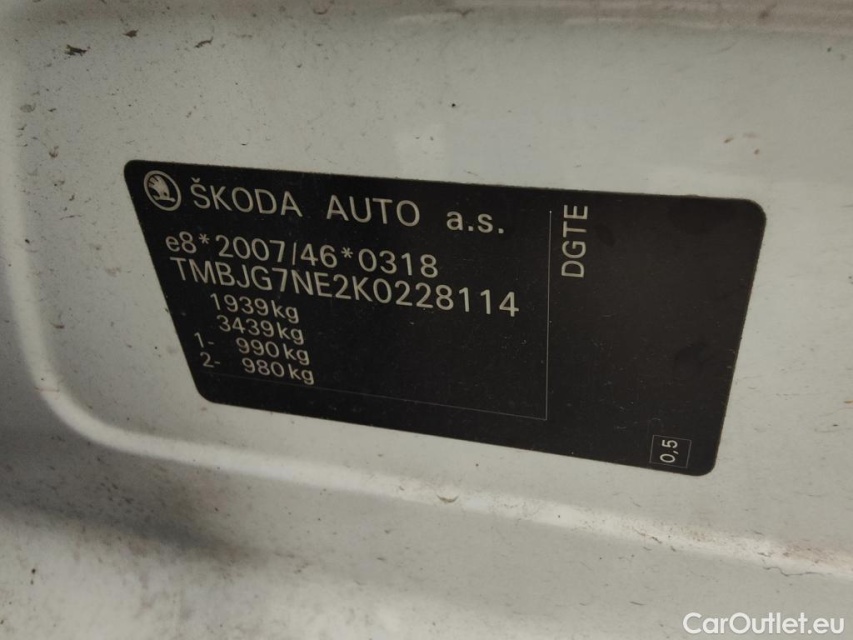 ŠKODA AUTO a.s.
e8*2007/46*0318
TMBJG7NE2K0228114
1939kg
3439kg
1- 990kg
2- 980kg
DGTE
0,5
CarOutlet.eu